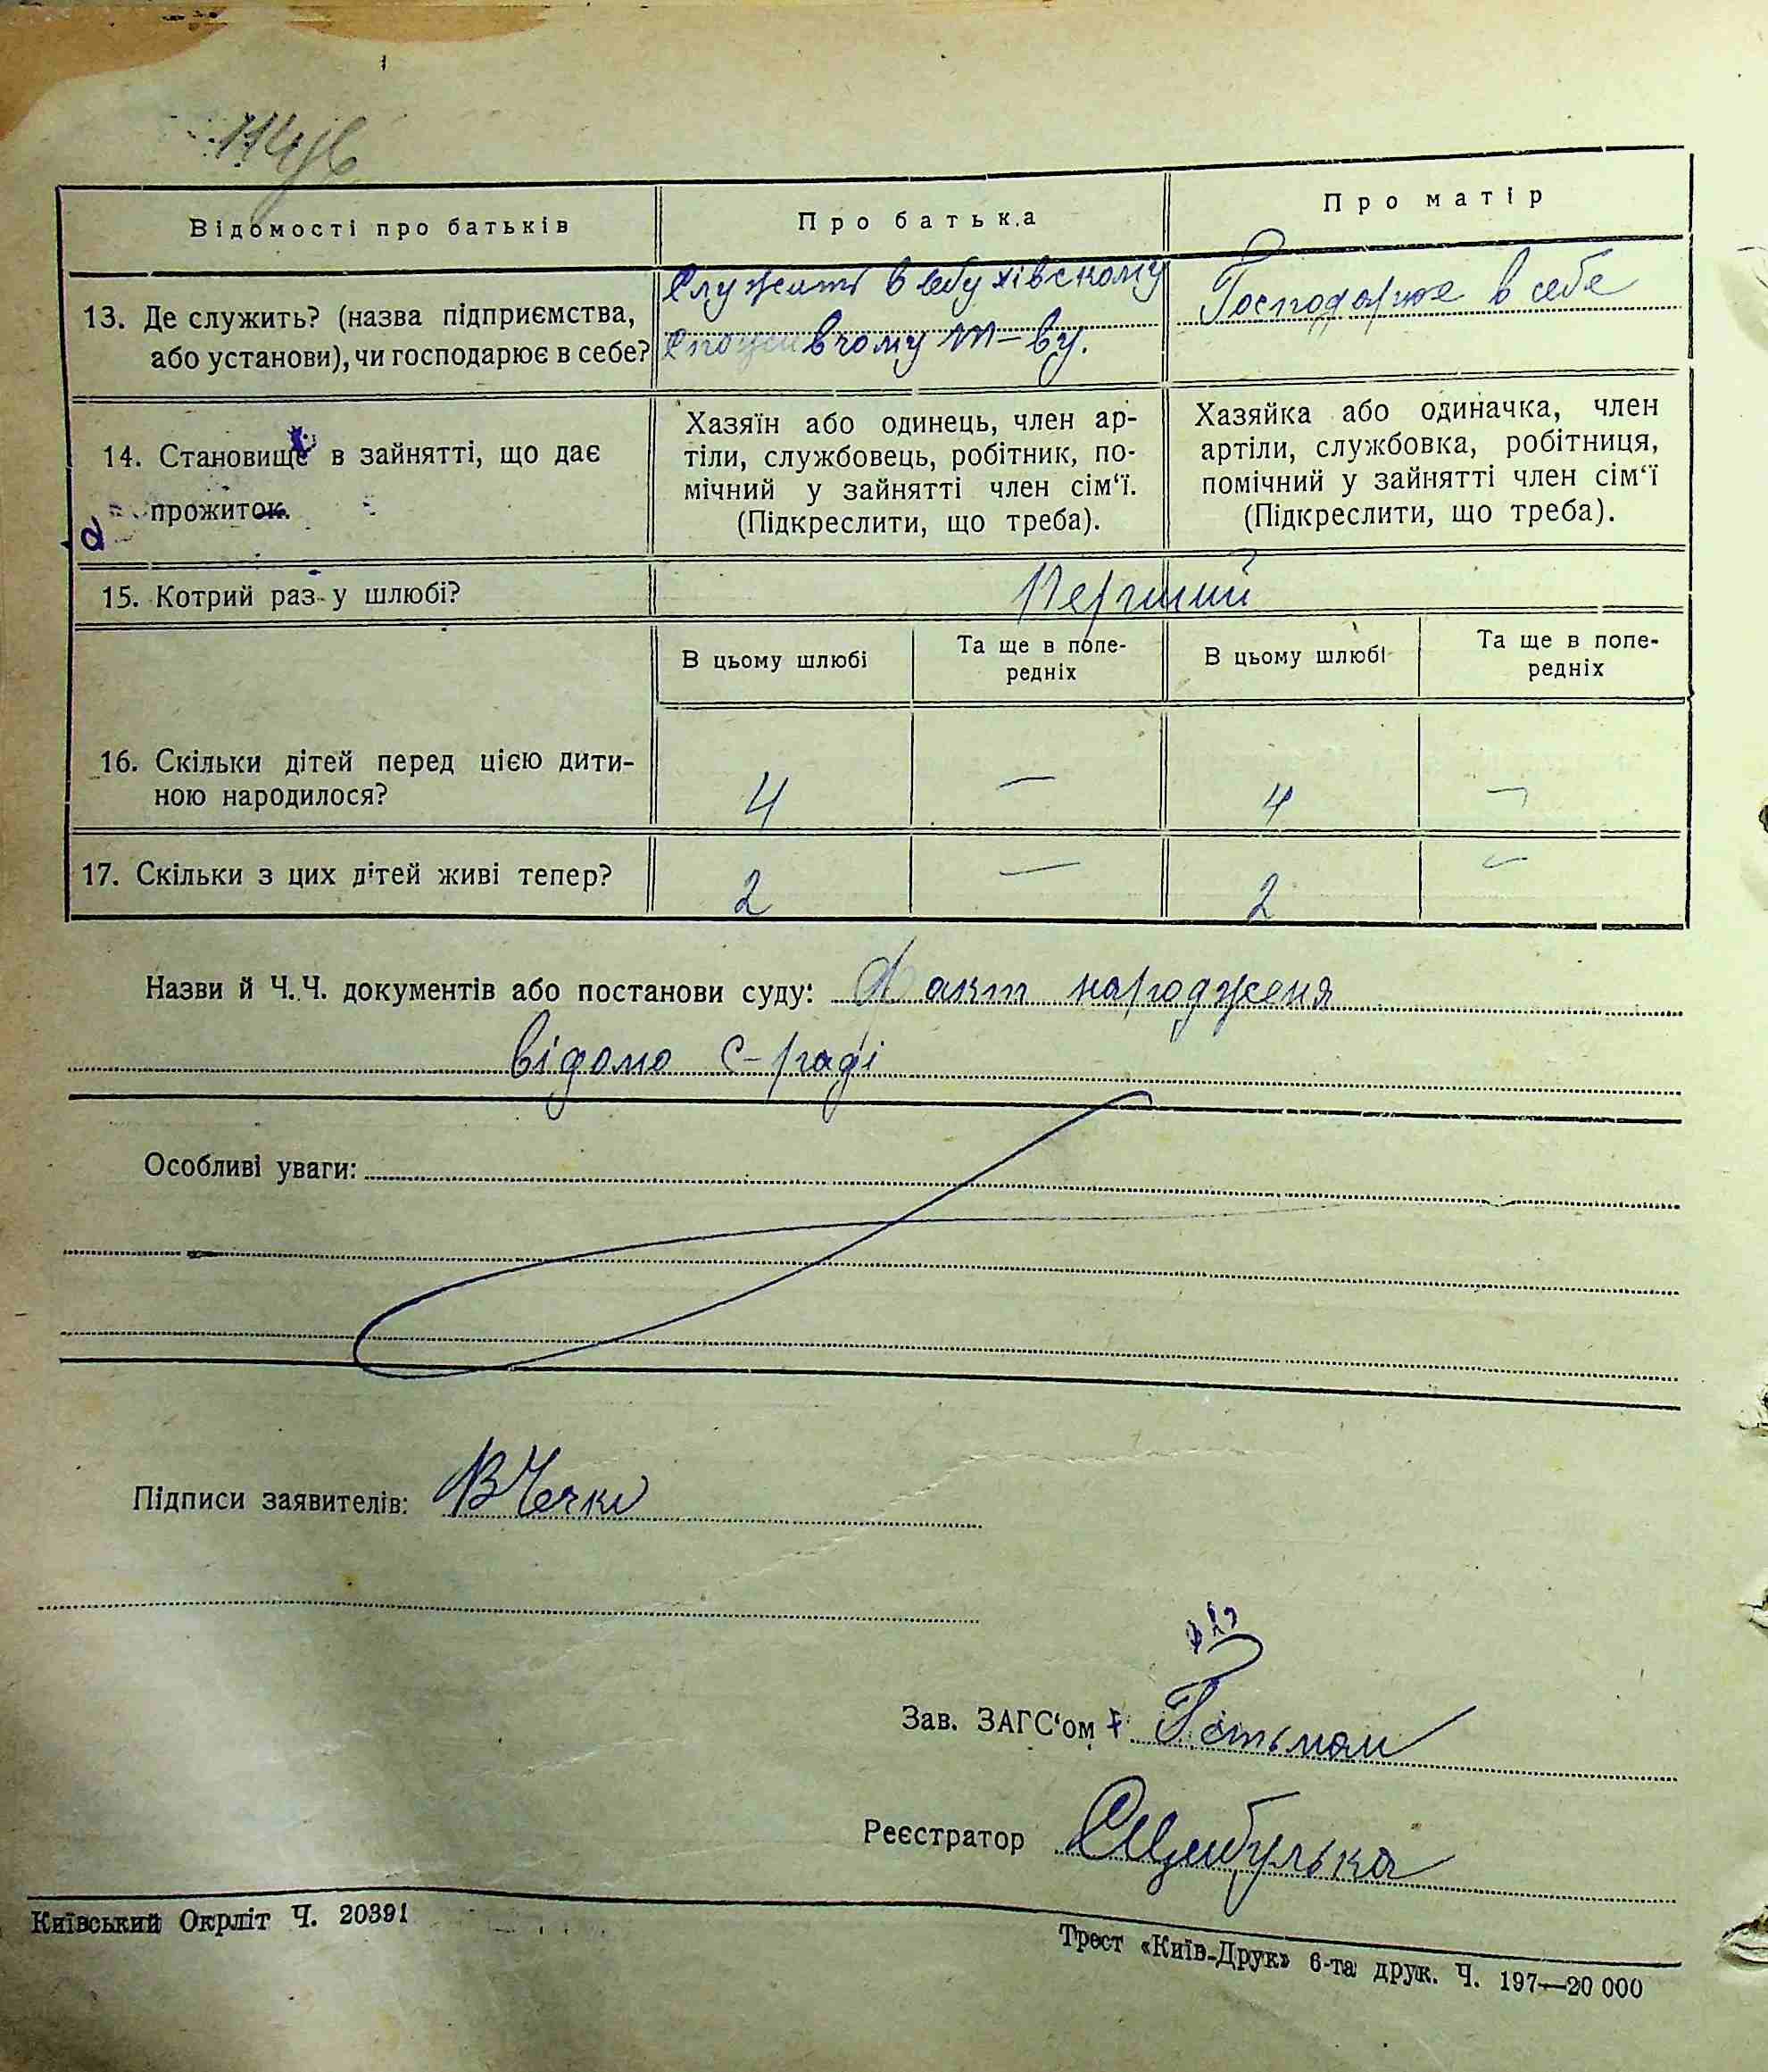 Відомості про батьків
Про батька
Про матір
13. Де служить? (назва підприємства,
або установи), чи господарює в себе?
Служить в Обухівскому
Споживчому т-ву.
Господарює в себе
14. Становище в зайнятті, що дає
прожиток.
Хазяїн або одинець, член ар-
тіли, службовець, робітник, по-
мічний у зайнятті член сім‘ї.
(Підкреслити, що треба).
Хазяйка або одиначка, член
артіли, службовка, робітниця,
помічний у зайнятті член сім‘ї
(Підкреслити, що треба).
15. Котрий раз у шлюбі?
Перший
В цьому шлюбі
Та ще в попе-
редніх
В цьому шлюбі
Та ще в попе-
редніх
16. Скільки дітей перед цією дити-
ною народилося?
4 — 4 —
17. Скільки з цих дітей живі тепер?
2 — 2 —
Назви й Ч.Ч. документів або постанови суду: Факт народженя
відомо С-раді
Особливі уваги:
Підписи заявителів:
Зав. ЗАГС‘ом Гетьман
Реєстратор СЦибулька
Київський Окрліт Ч. 20391
Трест «Київ-Друк» 6-та друк. Ч. 197—20 000